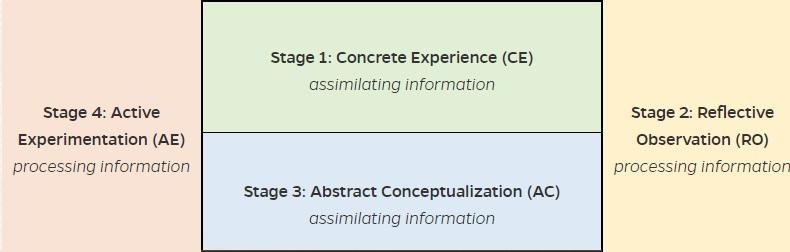 Stage 1: Concrete Experience (CE)
assimilating information
Stage 4: Active
Experimentation (AE)
processing information
Stage 2: Reflective
Observation (RO)
processing information
Stage 3: Abstract Conceptualization (AC)
assimilating information